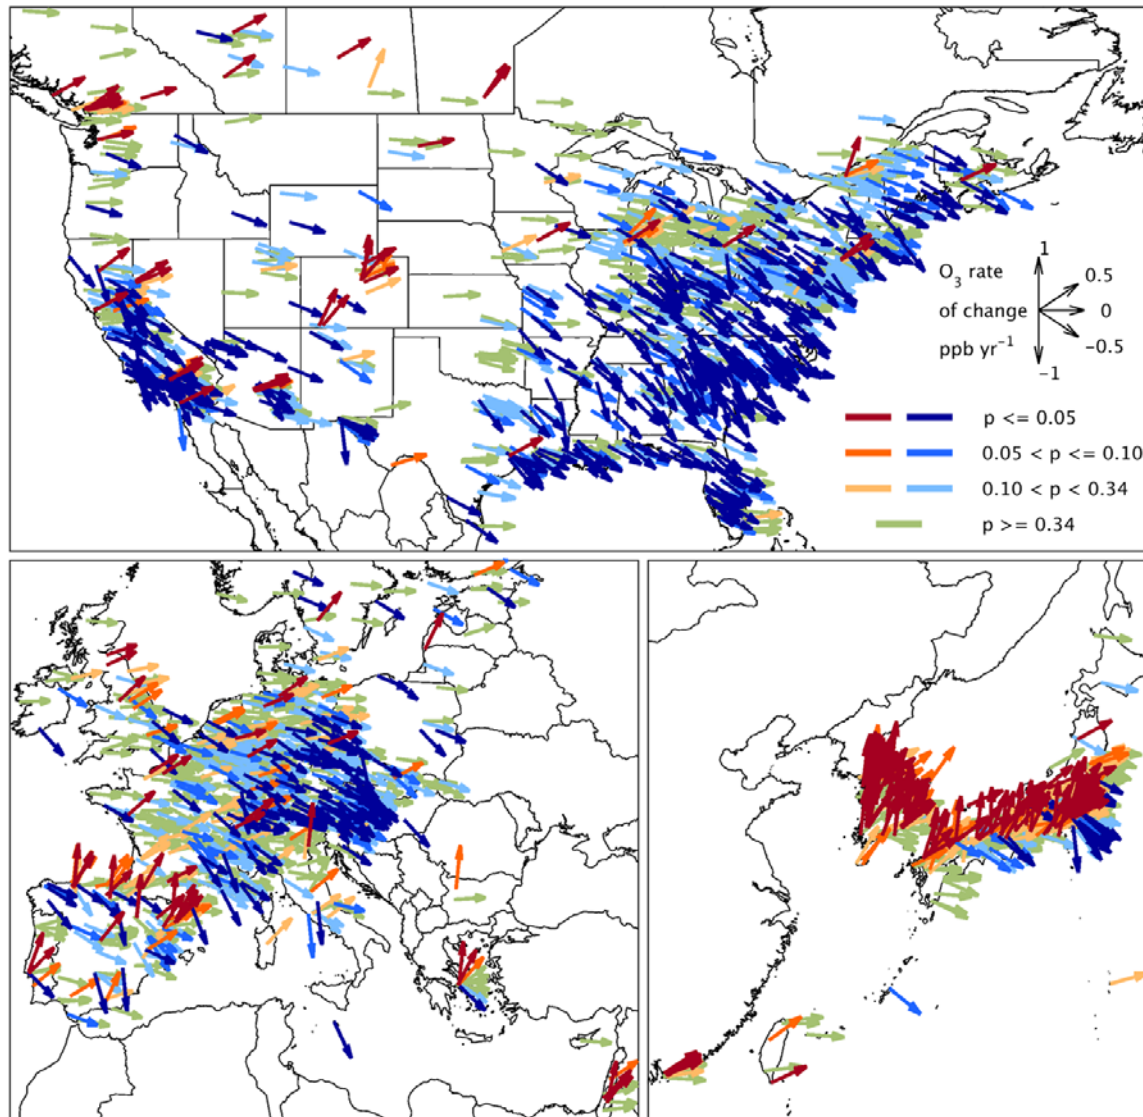 1
O3 rate
0.5
of change
0
ppb yr−1
−0.5
−1
p <= 0.05
0.05 < p <= 0.10
0.10 < p < 0.34
p >= 0.34